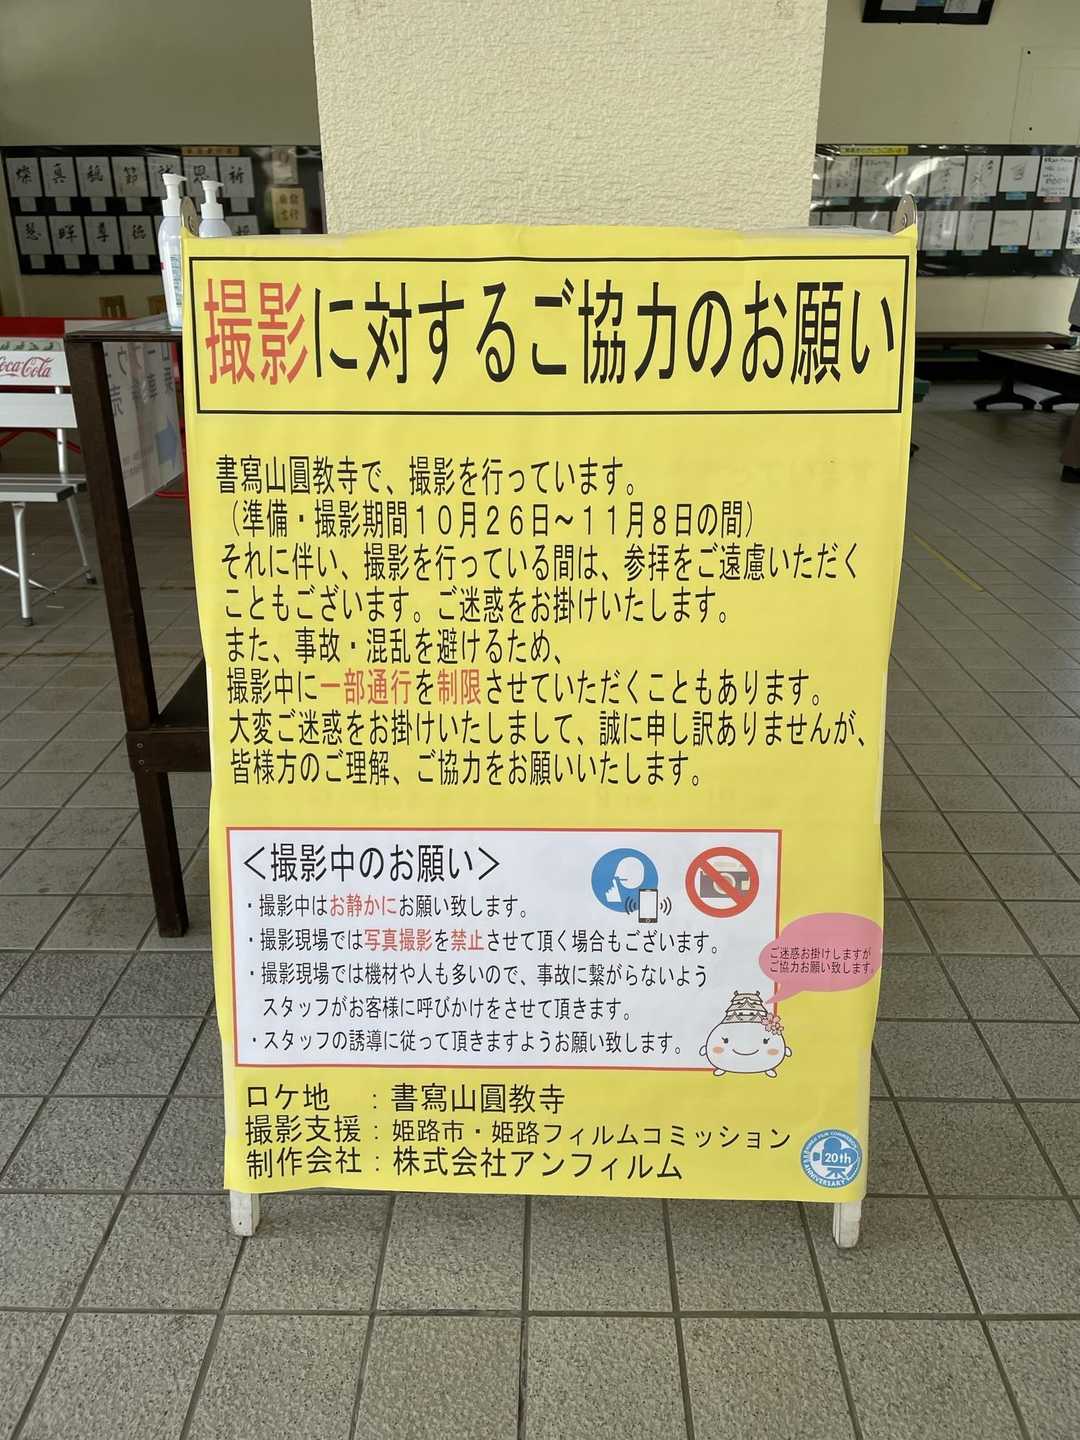 撮影に対するご協力のお願い
書寫山圓教寺で、撮影を行っています。
（準備・撮影期間１０月２６日～１１月８日の間）
それに伴い、撮影を行っている間は、参拝をご遠慮いただく
こともございます。ご迷惑をお掛けいたします。
また、事故・混乱を避けるため、
撮影中に一部通行を制限させていただくこともあります。
大変ご迷惑をお掛けいたしまして、誠に申し訳ありませんが、
皆様方のご理解、ご協力をお願いいたします。
＜撮影中のお願い＞
・撮影中はお静かにお願い致します。
・撮影現場では写真撮影を禁止させて頂く場合もございます。
・撮影現場では機材や人も多いので、事故に繋がらないよう
スタッフがお客様に呼びかけをさせて頂きます。
・スタッフの誘導に従って頂きますようお願い致します。
ご迷惑お掛けしますが
ご協力お願い致します。
ロケ地　：書寫山圓教寺
撮影支援：姫路市・姫路フィルムコミッション
制作会社：株式会社アンフィルム
20th
ANNIVERSARY
Coca-Cola